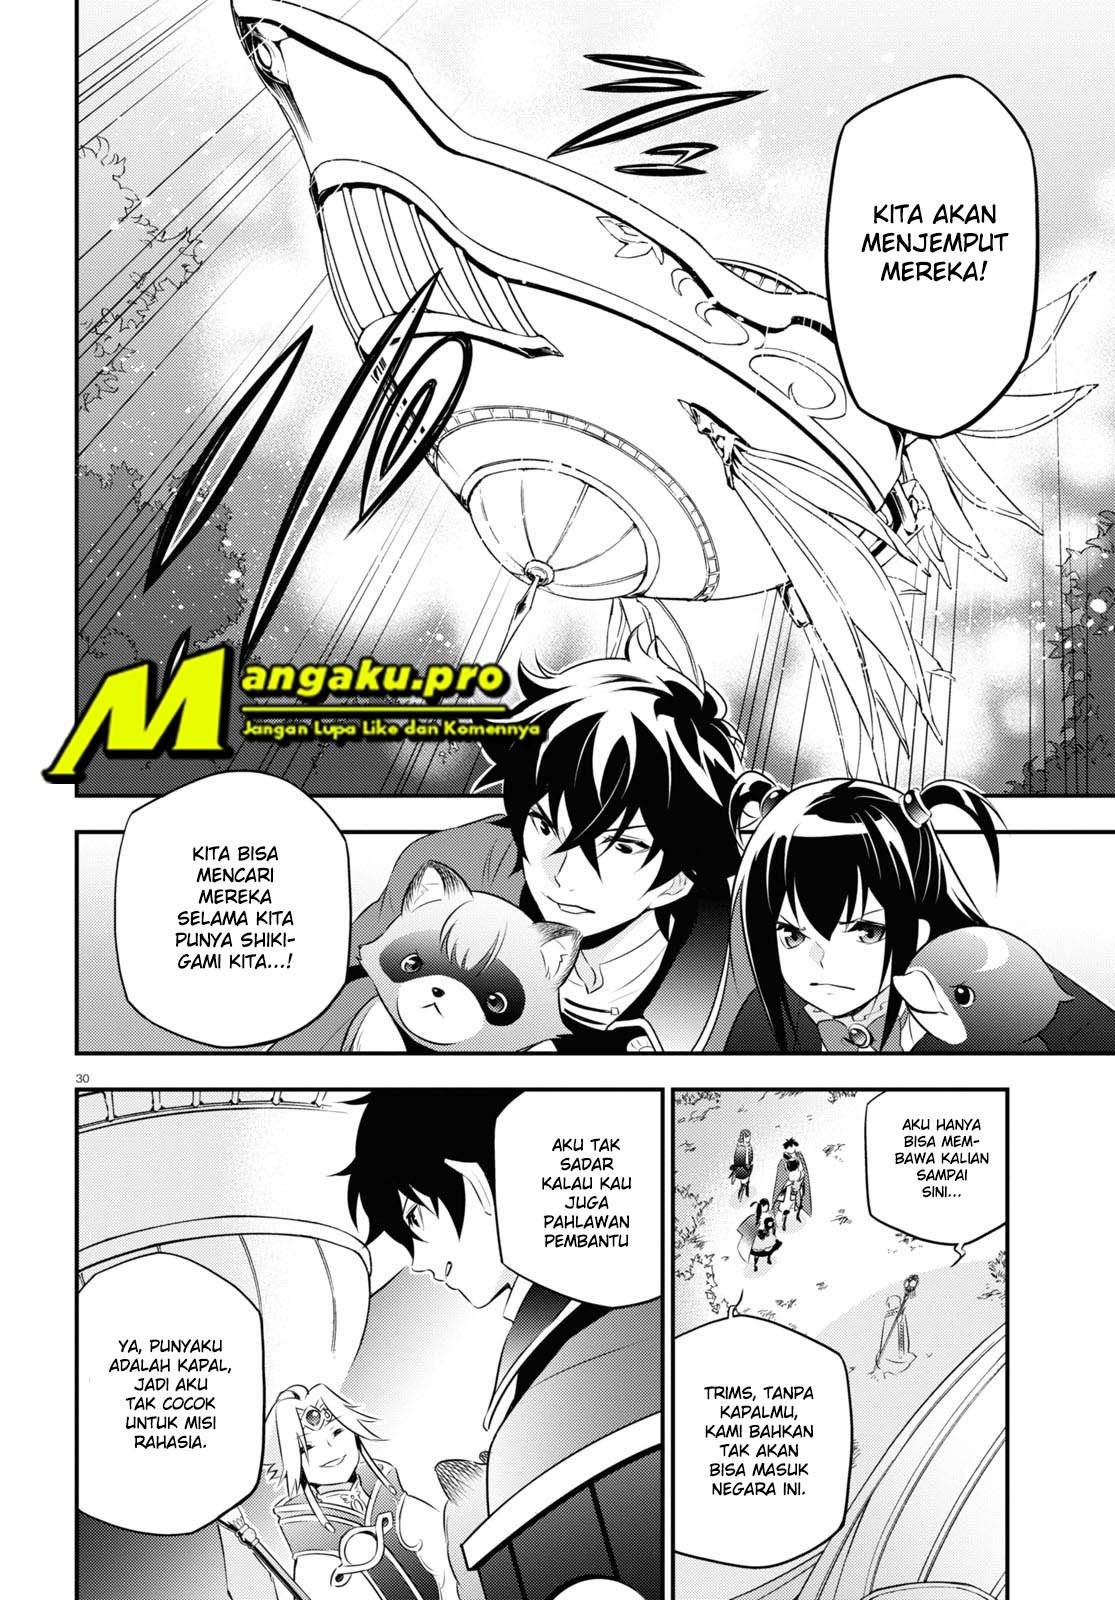 KITA AKAN
MENJEMPUT
MEREKA!
Mangaku.pro
Jangan Lupa Like dan Komennya
KITA BISA
MENCARI
MEREKA
SELAMA KITA
PUNYA SHIKI-
GAMI KITA...!
30
AKU HANYA
BISA MEM-
BAWA KALIAN
SAMPAI
SINI...
TRIMS, TANPA
KAPALMU,
KAMI BAHKAN
TAK AKAN
BISA MASUK
NEGARA INI.
AKU TAK
SADAR
KALAU KAU
JUGA
PAHLAWAN
PEMBANTU
YA, PUNYAKU
ADALAH KAPAL,
JADI AKU
TAK COCOK
UNTUK MISI
RAHASIA.